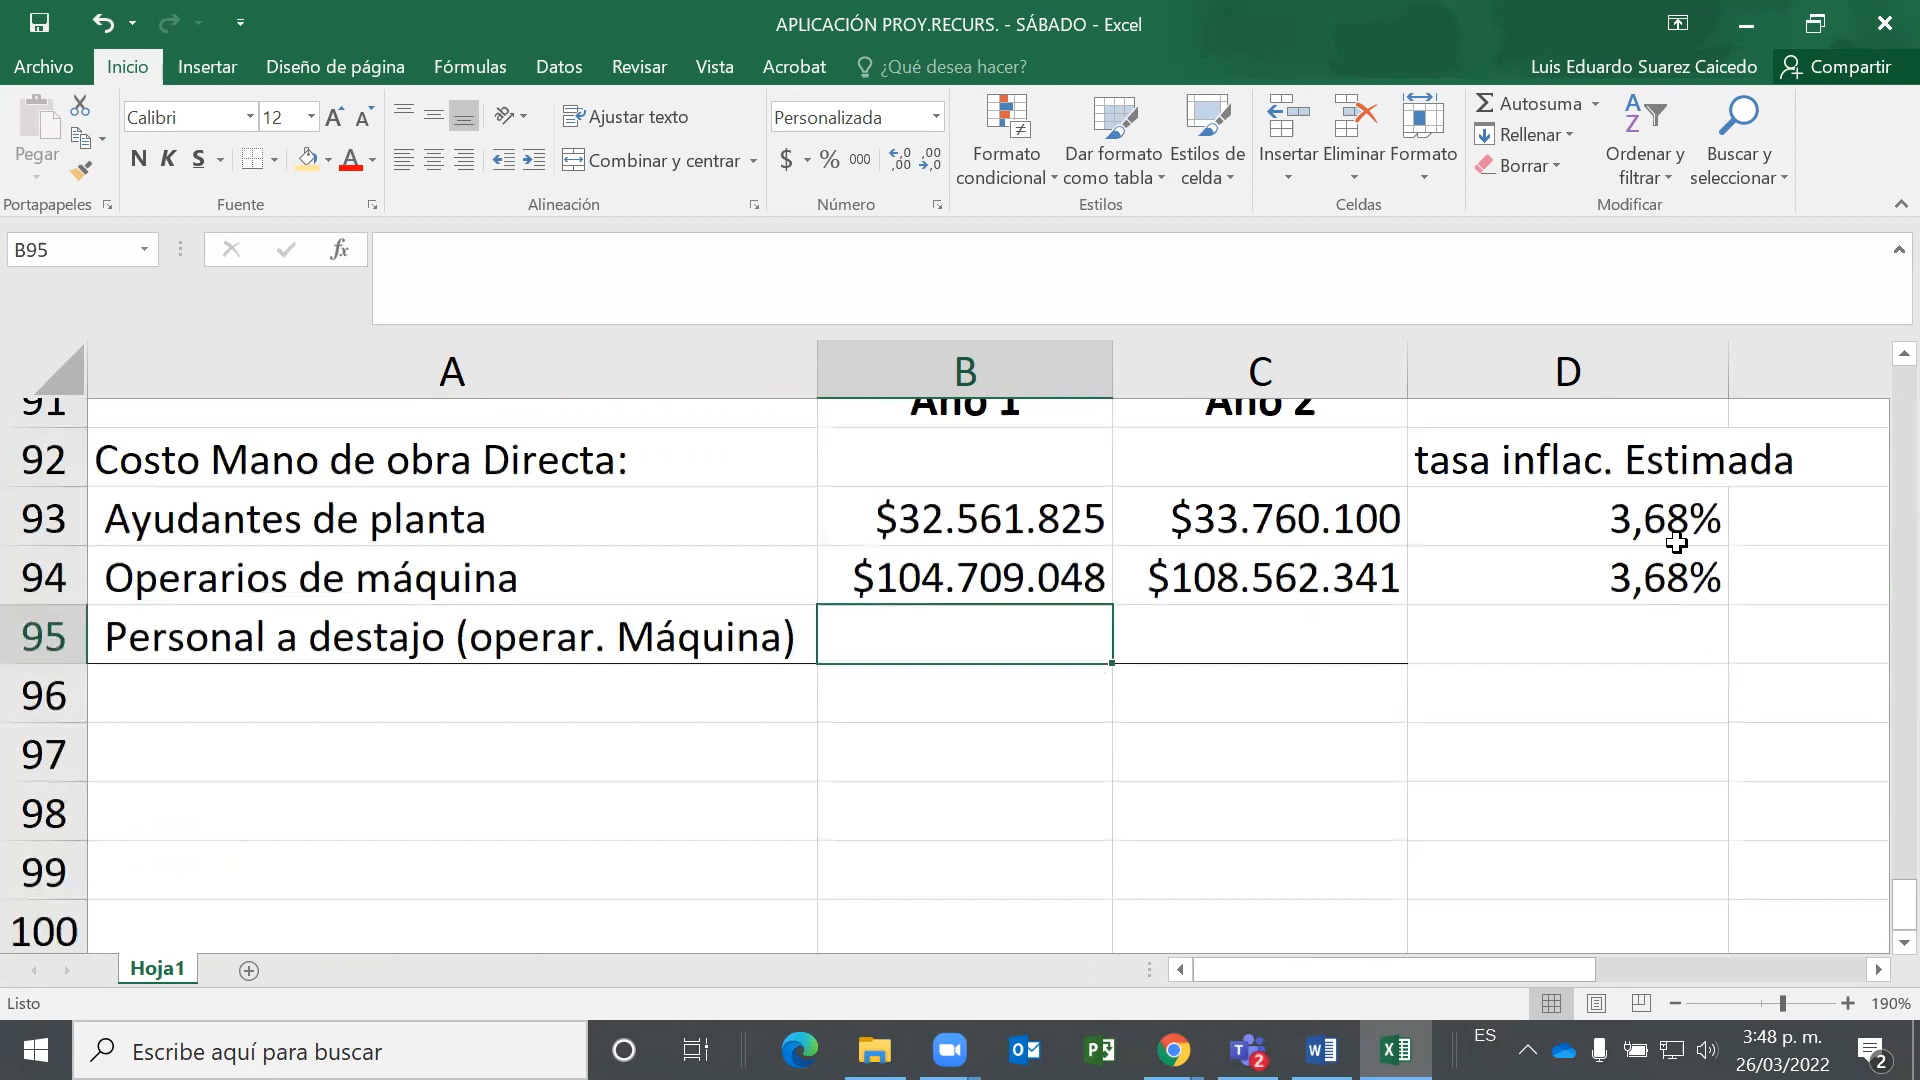 APLICACIÓN PROY.RECURS. - SÁBADO - Excel
Archivo Inicio Insertar Diseño de página Fórmulas Datos Revisar Vista Acrobat ¿Qué desea hacer? Luis Eduardo Suarez Caicedo Compartir
Pegar
Calibri 12
N K S
Ajustar texto
Combinar y centrar
Personalizada
$ % 000
Formato condicional
Dar formato como tabla
Estilos de celda
Insertar Eliminar Formato
Autosuma
Rellenar
Borrar
Ordenar y filtrar
Buscar y seleccionar
Portapapeles Fuente Alineación Número Estilos Celdas Modificar
B95 fx
A B C D
91 Año 1 Año 2
92 Costo Mano de obra Directa: tasa inflac. Estimada
93 Ayudantes de planta $32.561.825 $33.760.100 3,68%
94 Operarios de máquina $104.709.048 $108.562.341 3,68%
95 Personal a destajo (operar. Máquina)
96
97
98
99
100
Hoja1
Listo 190%
Escribe aquí para buscar
ES
3:48 p. m.
26/03/2022
2
2